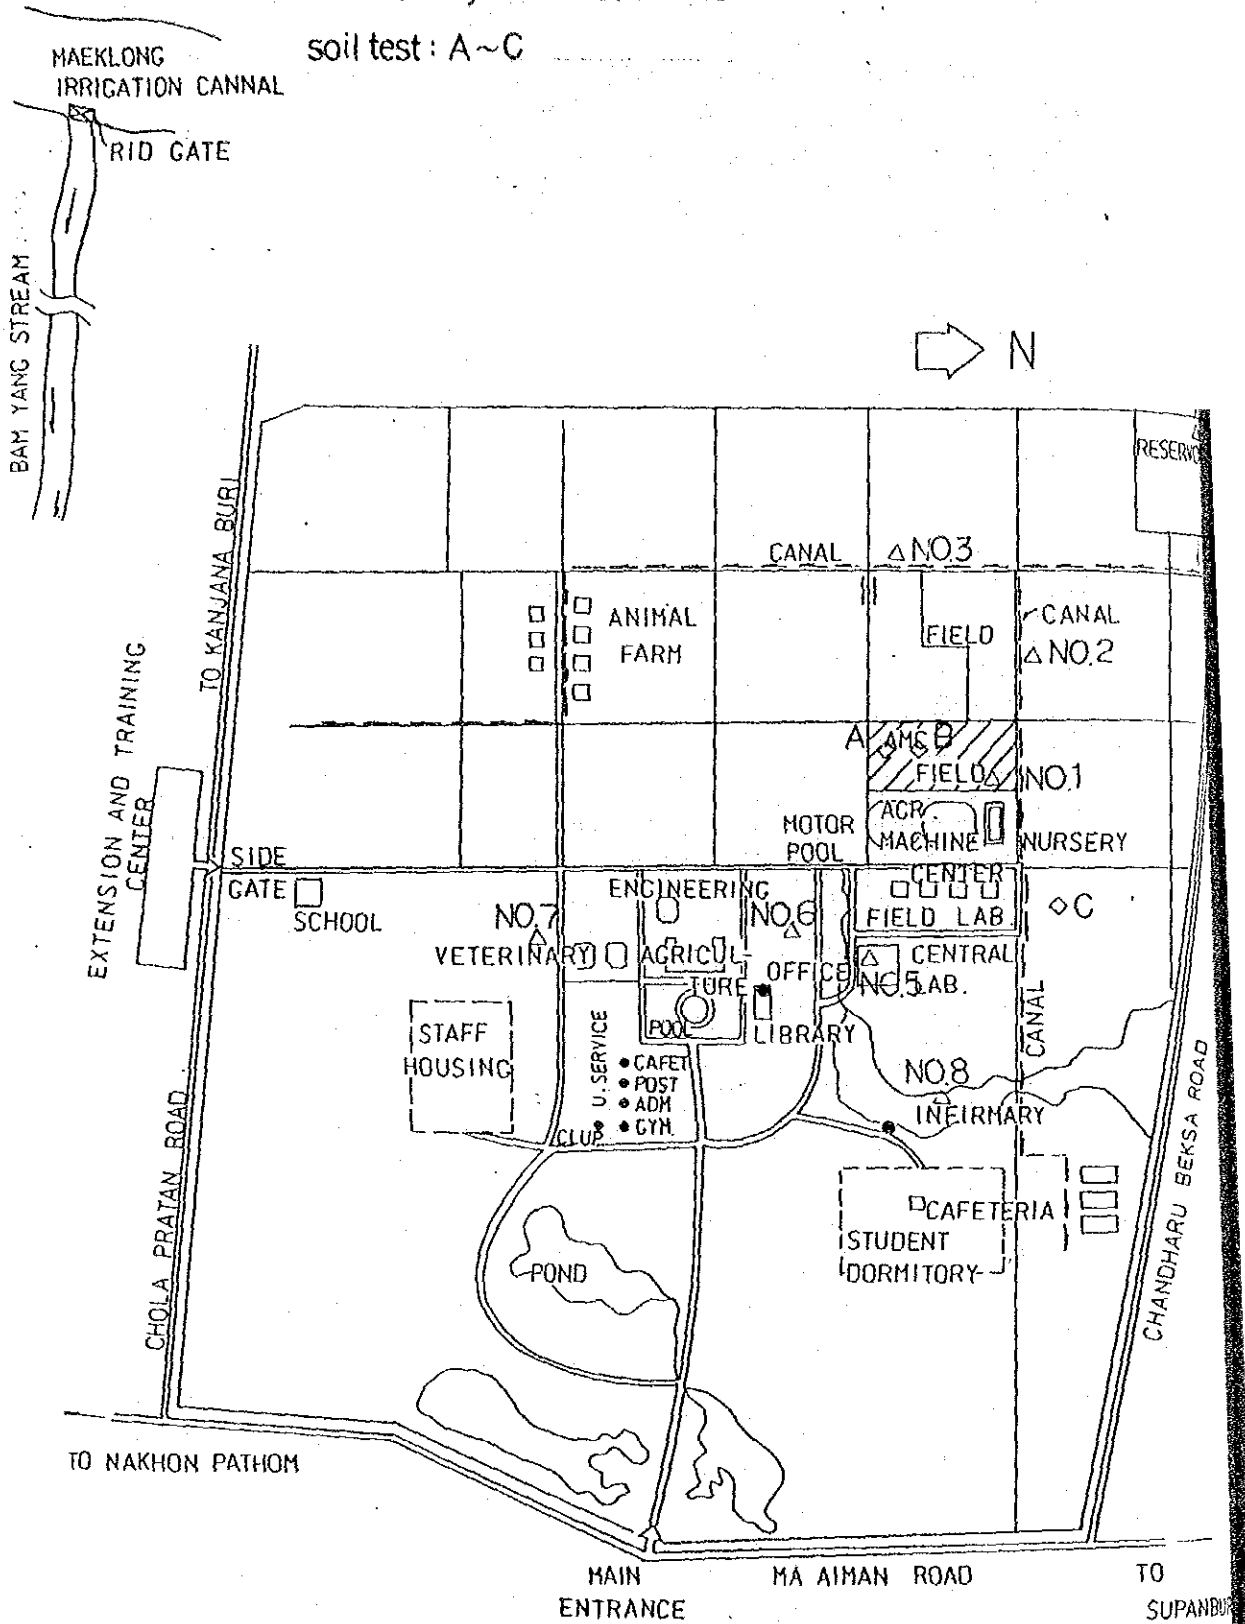 soil test : A~C
MAEKLONG
IRRIGATION CANNAL
RID GATE
BAM YANG STREAM
N
RESERVO
TO KANJANA BURI
CANAL
△ NO.3
ANIMAL
FARM
FIELD
CANAL
△ NO.2
EXTENSION AND TRAINING
CENTER
A AMC B
FIELD △ NO.1
MOTOR
POOL
AGR.
MACHINE
CENTER
NURSERY
SIDE
GATE
SCHOOL
ENGINEERING
NO.7
NO.6
FIELD LAB.
◇ C
VETERINARY
AGRICUL-
TURE
OFFICE
CENTRAL
LAB.
NO.5
POOL
LIBRARY
STAFF
HOUSING
U. SERVICE
CAFET
POST
ADM
GYM
CLUP
CANAL
NO.8
INFIRMARY
CAFETERIA
STUDENT
DORMITORY
POND
CHOLA PRATAN ROAD
CHANDHARU BEKSA ROAD
TO NAKHON PATHOM
MAIN
ENTRANCE
MA AIMAN ROAD
TO
SUPANBUR